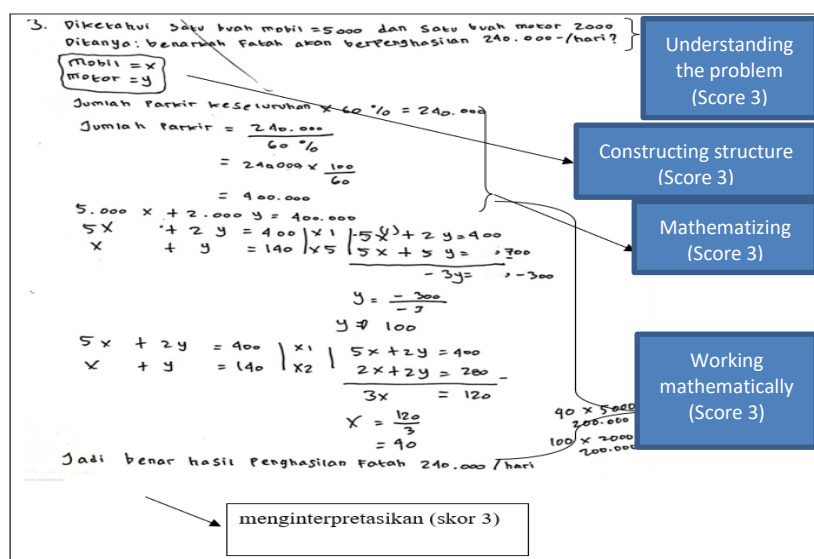 3. Diketahui satu buah mobil = 5000 dan satu buah motor 2000
Ditanya: benarkah Fatah akan berpenghasilan 240.000-/hari?
mobil = x
motor = y
Jumlah Parkir keseluruhan x 60 % = 240.000
Jumlah Parkir = 240.000
60 %
= 240000 x 100
60
= 400.000
5.000 x + 2.000 y = 400.000
5x + 2 y = 400 | x1 | 5x + 2 y = 400
x + y = 140 | x5 | 5x + 5 y = 700
- 3y = -300
y = - 300
- 3
y = 100
5x + 2y = 400 | x1 | 5x + 2y = 400
x + y = 140 | x2 | 2x + 2y = 280 -
3x = 120
x = 120
3
= 40
40 x 5000
200.000
100 x 2000
200.000
Jadi benar hasil Penghasilan Fatah 240.000 / hari
Understanding
the problem
(Score 3)
Constructing structure
(Score 3)
Mathematizing
(Score 3)
Working
mathematically
(Score 3)
menginterpretasikan (skor 3)